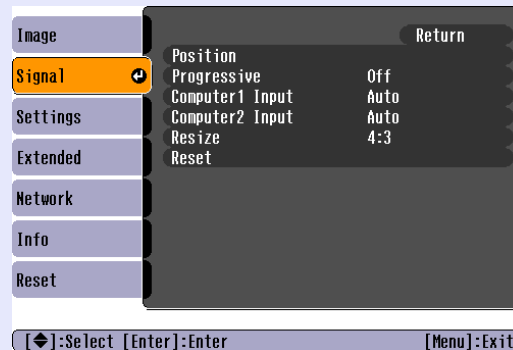 Image
Signal
Settings
Extended
Network
Info
Reset
Return
Position
Progressive Off
Computer1 Input Auto
Computer2 Input Auto
Resize 4:3
Reset
[◆]:Select [Enter]:Enter [Menu]:Exit